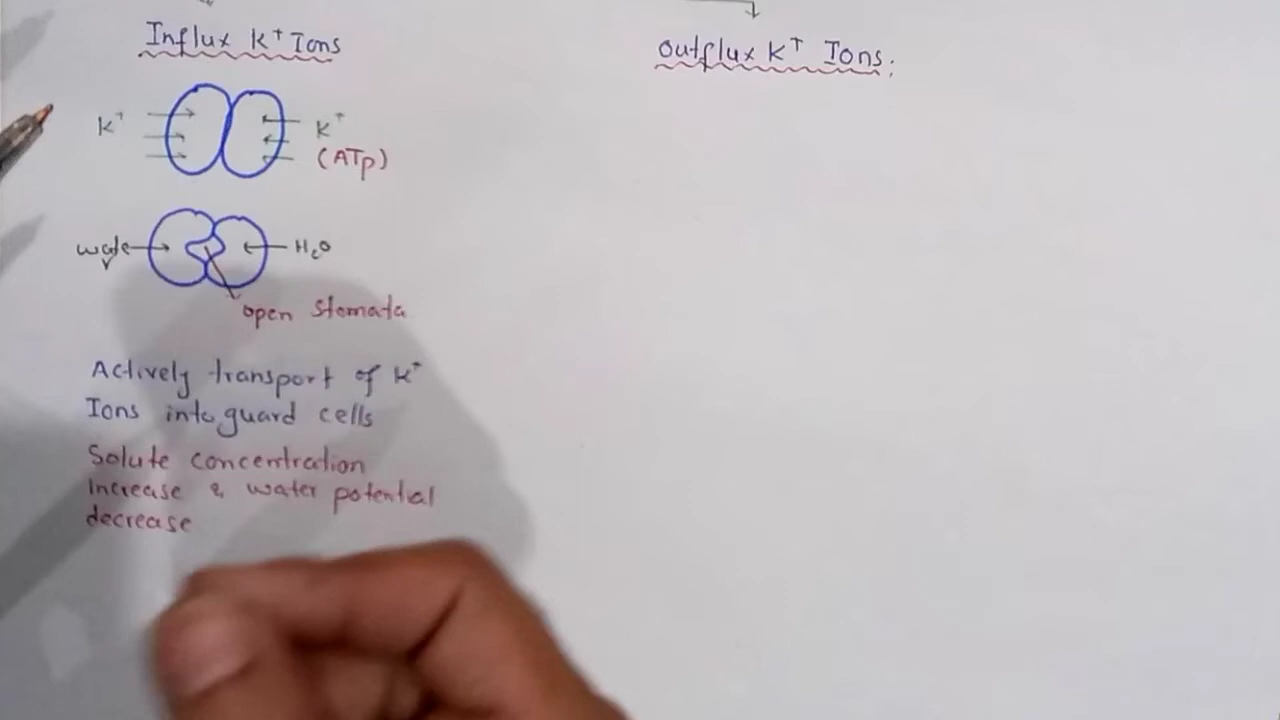 Influx K⁺ Ions
outflux K⁺ Ions:
K⁺
K⁺
(ATp)
wate
r
H₂O
open stomata
Actively transport of K⁺
Ions into guard cells
Solute concentration
Increase & water potential
decrease